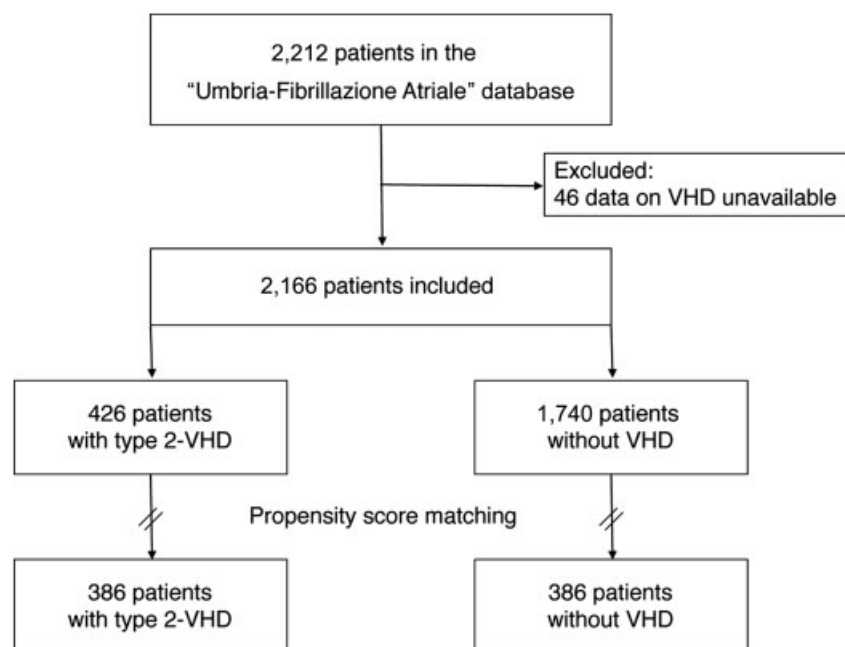 2,212 patients in the
“Umbria-Fibrillazione Atriale” database
Excluded:
46 data on VHD unavailable
2,166 patients included
426 patients
with type 2-VHD
1,740 patients
without VHD
Propensity score matching
386 patients
with type 2-VHD
386 patients
without VHD